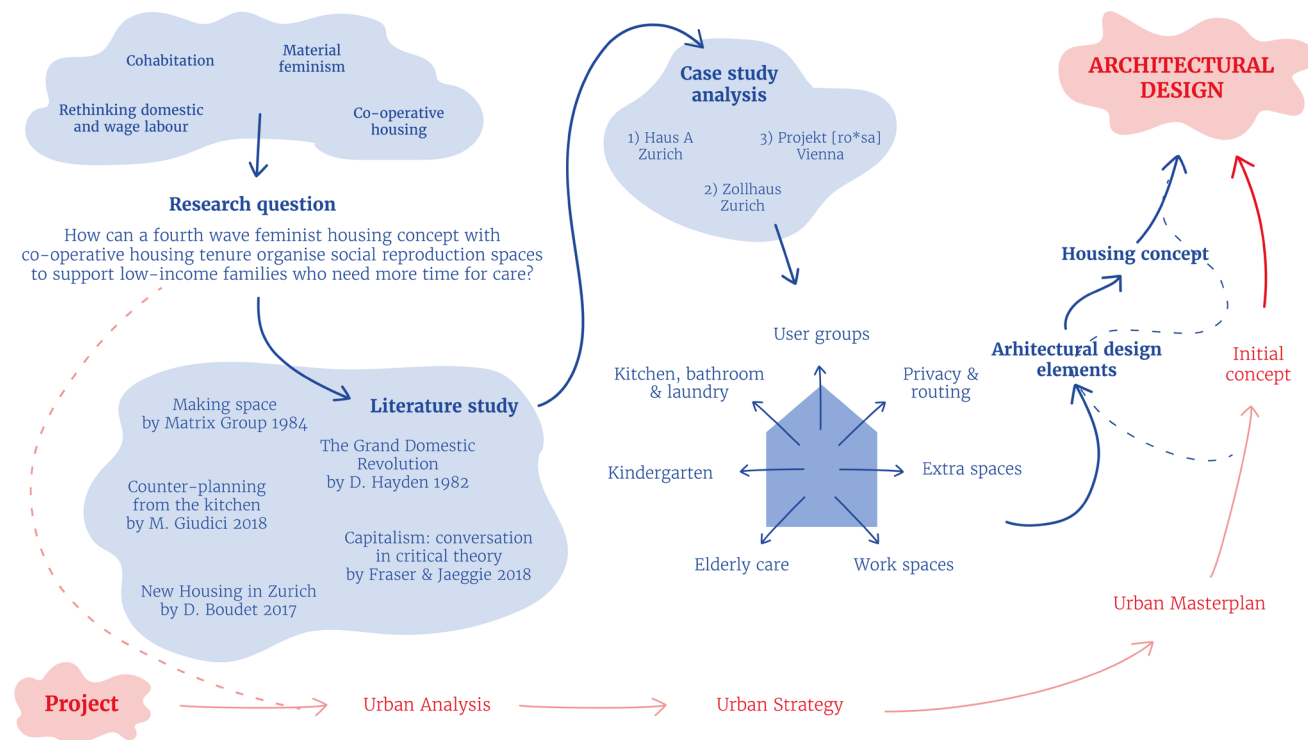 Cohabitation
Material
feminism
Rethinking domestic
and wage labour
Co-operative
housing
Research question
How can a fourth wave feminist housing concept with
co-operative housing tenure organise social reproduction spaces
to support low-income families who need more time for care?
Literature study
Making space
by Matrix Group 1984
The Grand Domestic
Revolution
by D. Hayden 1982
Counter-planning
from the kitchen
by M. Giudici 2018
Capitalism: conversation
in critical theory
by Fraser & Jaeggie 2018
New Housing in Zurich
by D. Boudet 2017
Case study
analysis
1) Haus A
Zurich
3) Projekt [ro*sa]
Vienna
2) Zollhaus
Zurich
User groups
Kitchen, bathroom
& laundry
Privacy &
routing
Kindergarten
Extra spaces
Elderly care
Work spaces
ARCHITECTURAL
DESIGN
Housing concept
Arhitectural design
elements
Initial
concept
Urban Masterplan
Project
Urban Analysis
Urban Strategy